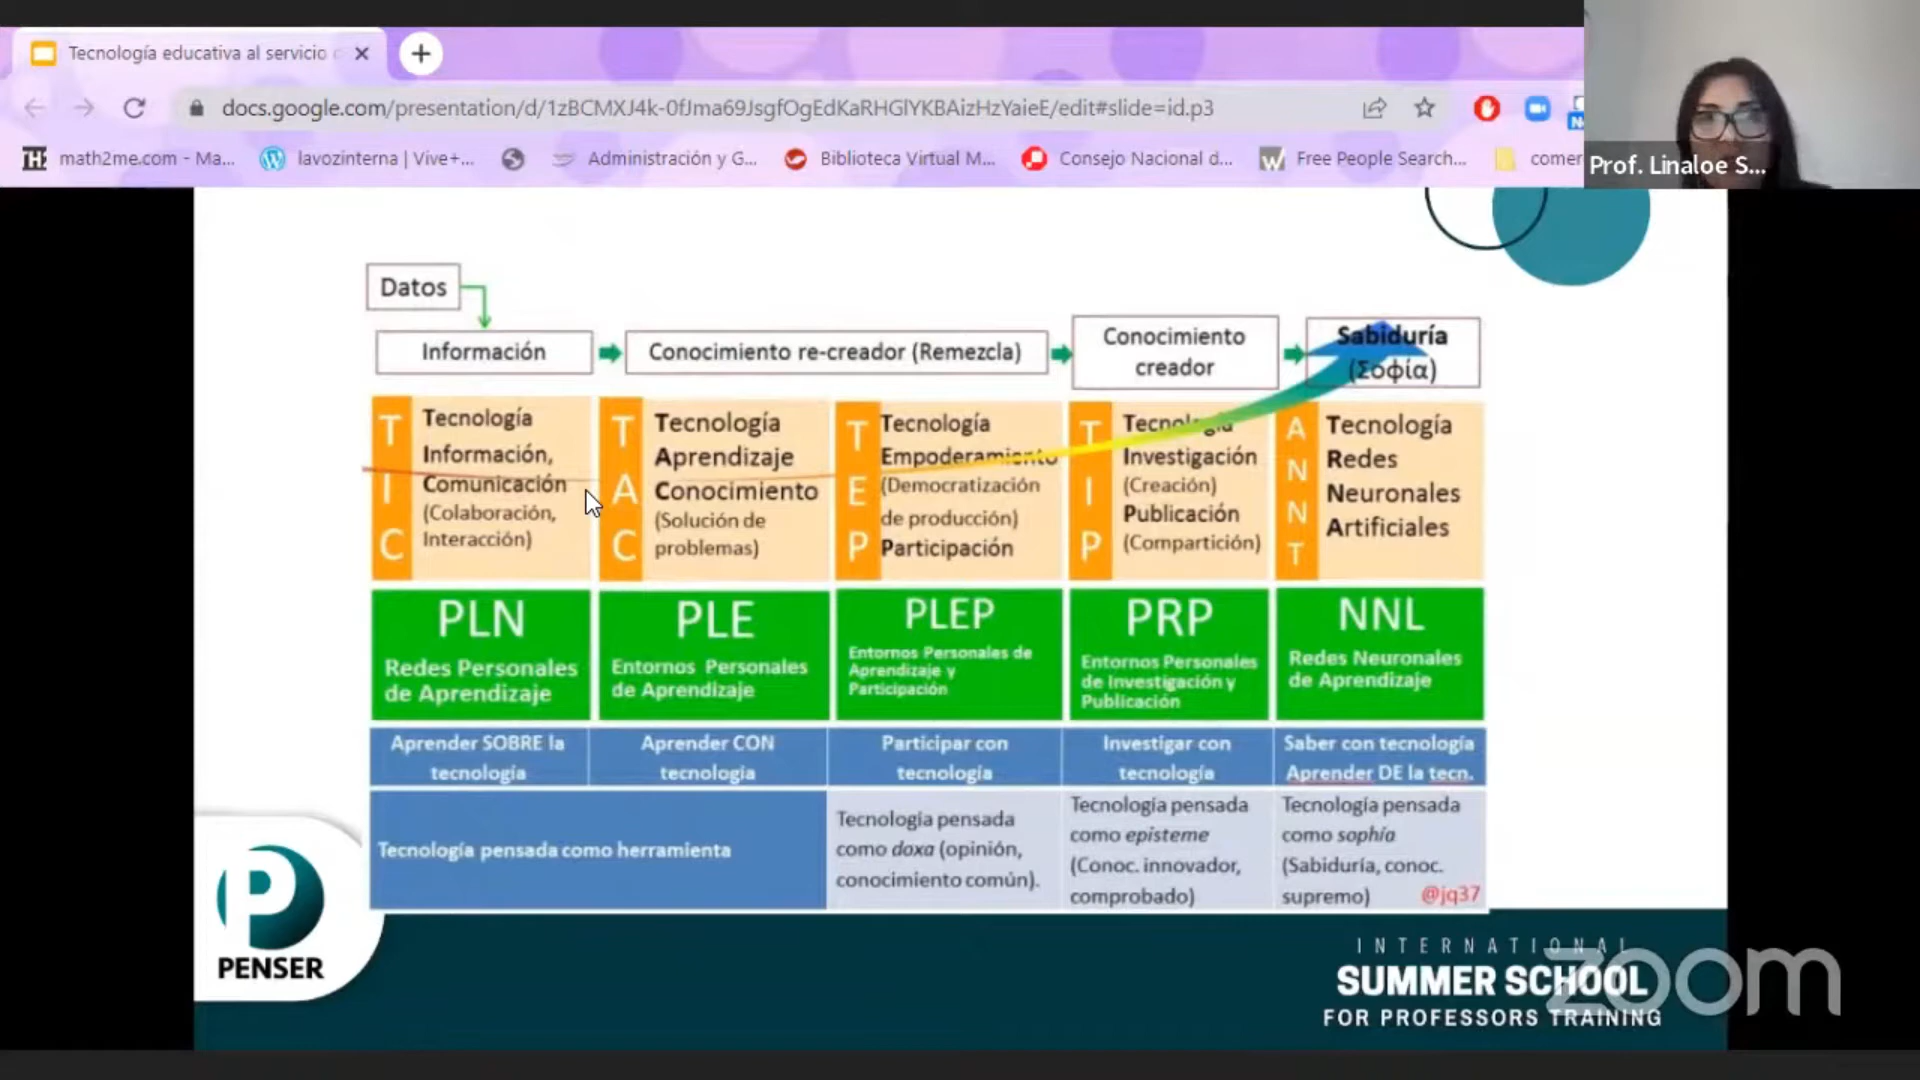 Tecnología educativa al servicio
docs.google.com/presentation/d/1zBCMXJ4k-0fJma69JsgfOgEdKaRHGlYKBAizHzYaieE/edit#slide=id.p3
math2me.com - Ma...
lavozinterna | Vive+...
Administración y G...
Biblioteca Virtual M...
Consejo Nacional d...
Free People Search...
comer
Prof. Linaloe S...
Datos
Información
Conocimiento re-creador (Remezcla)
Conocimiento
creador
Sabiduría
(Σοφία)
TIC
Tecnología
Información,
Comunicación
(Colaboración,
Interacción)
TAC
Tecnología
Aprendizaje
Conocimiento
(Solución de
problemas)
TEP
Tecnología
Empoderamiento
(Democratización
de producción)
Participación
TIP
Tecnología
Investigación
(Creación)
Publicación
(Compartición)
ANNT
Tecnología
Redes
Neuronales
Artificiales
PLN
Redes Personales
de Aprendizaje
PLE
Entornos Personales
de Aprendizaje
PLEP
Entornos Personales de
Aprendizaje y
Participación
PRP
Entornos Personales
de Investigación y
Publicación
NNL
Redes Neuronales
de Aprendizaje
Aprender SOBRE la
tecnología
Aprender CON
tecnología
Participar con
tecnología
Investigar con
tecnología
Saber con tecnología
Aprender DE la tecn.
Tecnología pensada como herramienta
Tecnología pensada
como doxa (opinión,
conocimiento común).
Tecnología pensada
como episteme
(Conoc. innovador,
comprobado)
Tecnología pensada
como sophía
(Sabiduría, conoc.
supremo)
@jq37
PENSER
INTERNATIONAL
SUMMER SCHOOL
FOR PROFESSORS TRAINING
zoom